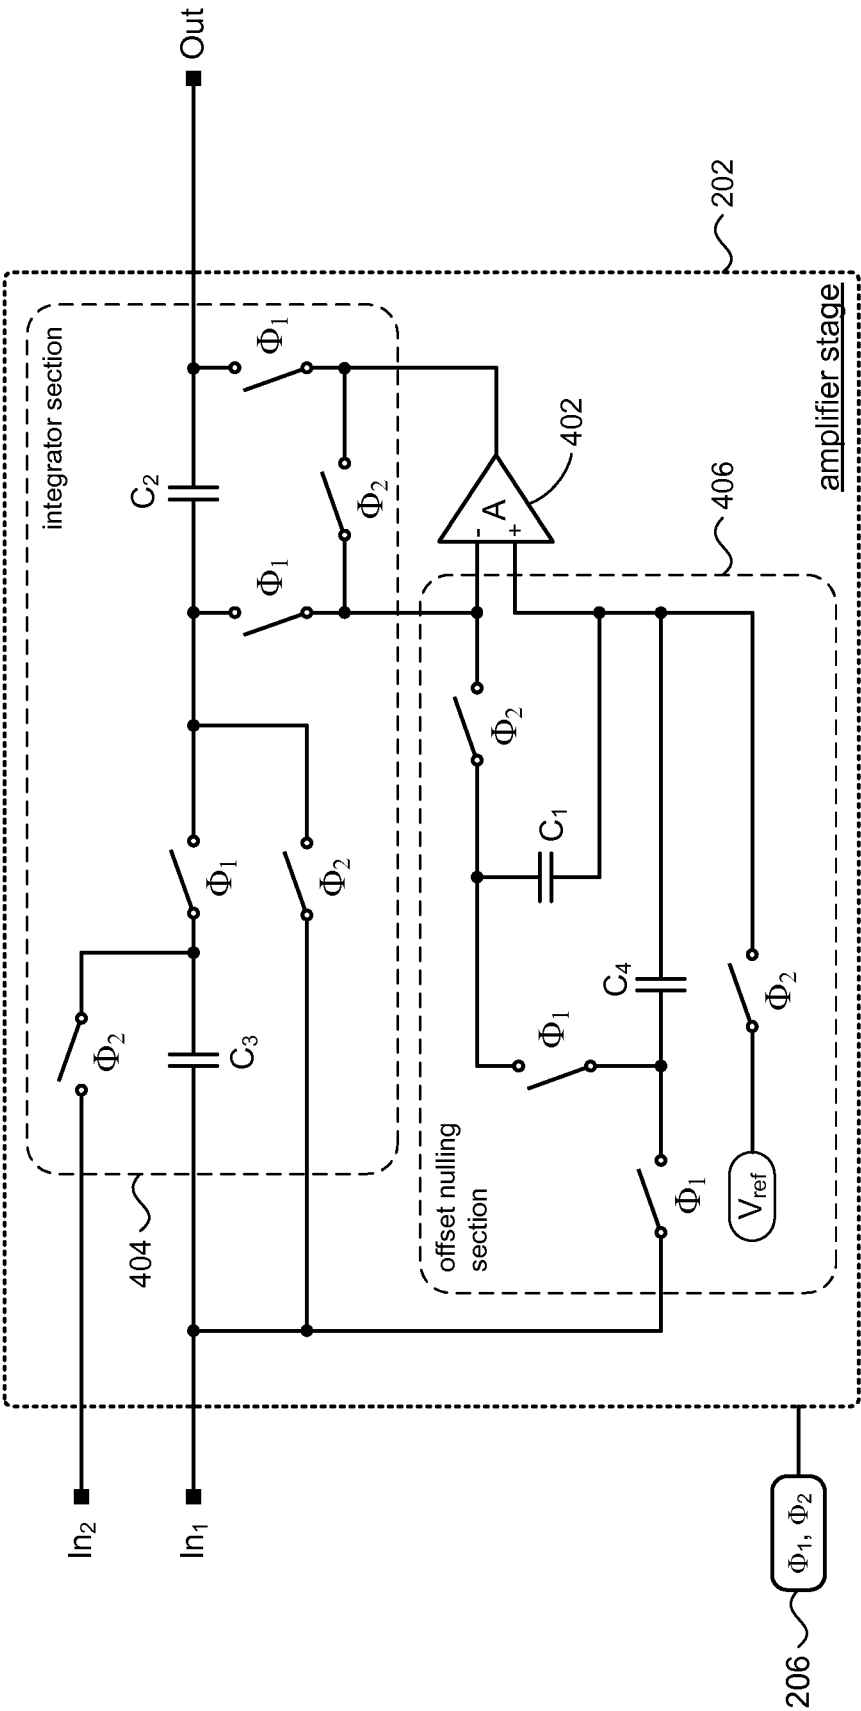 In₂
In₁
Out
integrator section
C₂
Φ₁
Φ₂
Φ₁
Φ₁
Φ₂
Φ₂
C₃
404
A
-
+
402
406
Φ₂
C₁
Φ₁
C₄
Φ₁
Φ₂
Vref
offset nulling
section
202
amplifier stage
Φ₁, Φ₂
206